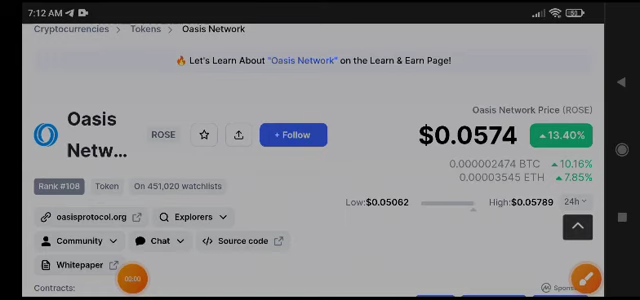 7:12 AM
Cryptocurrencies > Tokens > Oasis Network
Let's Learn About "Oasis Network" on the Learn & Earn Page!
Oasis Network Price (ROSE)
Oasis
Netw...
ROSE
+ Follow
$0.0574
13.40%
0.000002474 BTC 10.16%
0.00003545 ETH 7.85%
Rank #108
Token
On 451,020 watchlists
Low: $0.05062
High: $0.05789
24h
oasisprotocol.org
Explorers
Community
Chat
Source code
Whitepaper
00:00
Contracts: